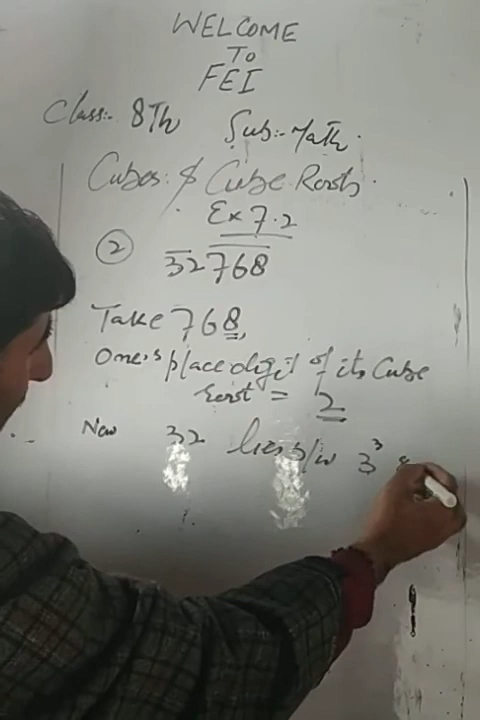 WELCOME
To
FEI
Class:- 8Th Sub:- Math.
Cubes & Cube Roots.
Ex 7.2
② 32768
Take 768,
One's place digit of its Cube
Root = 2
Now 32 lies b/w 3³